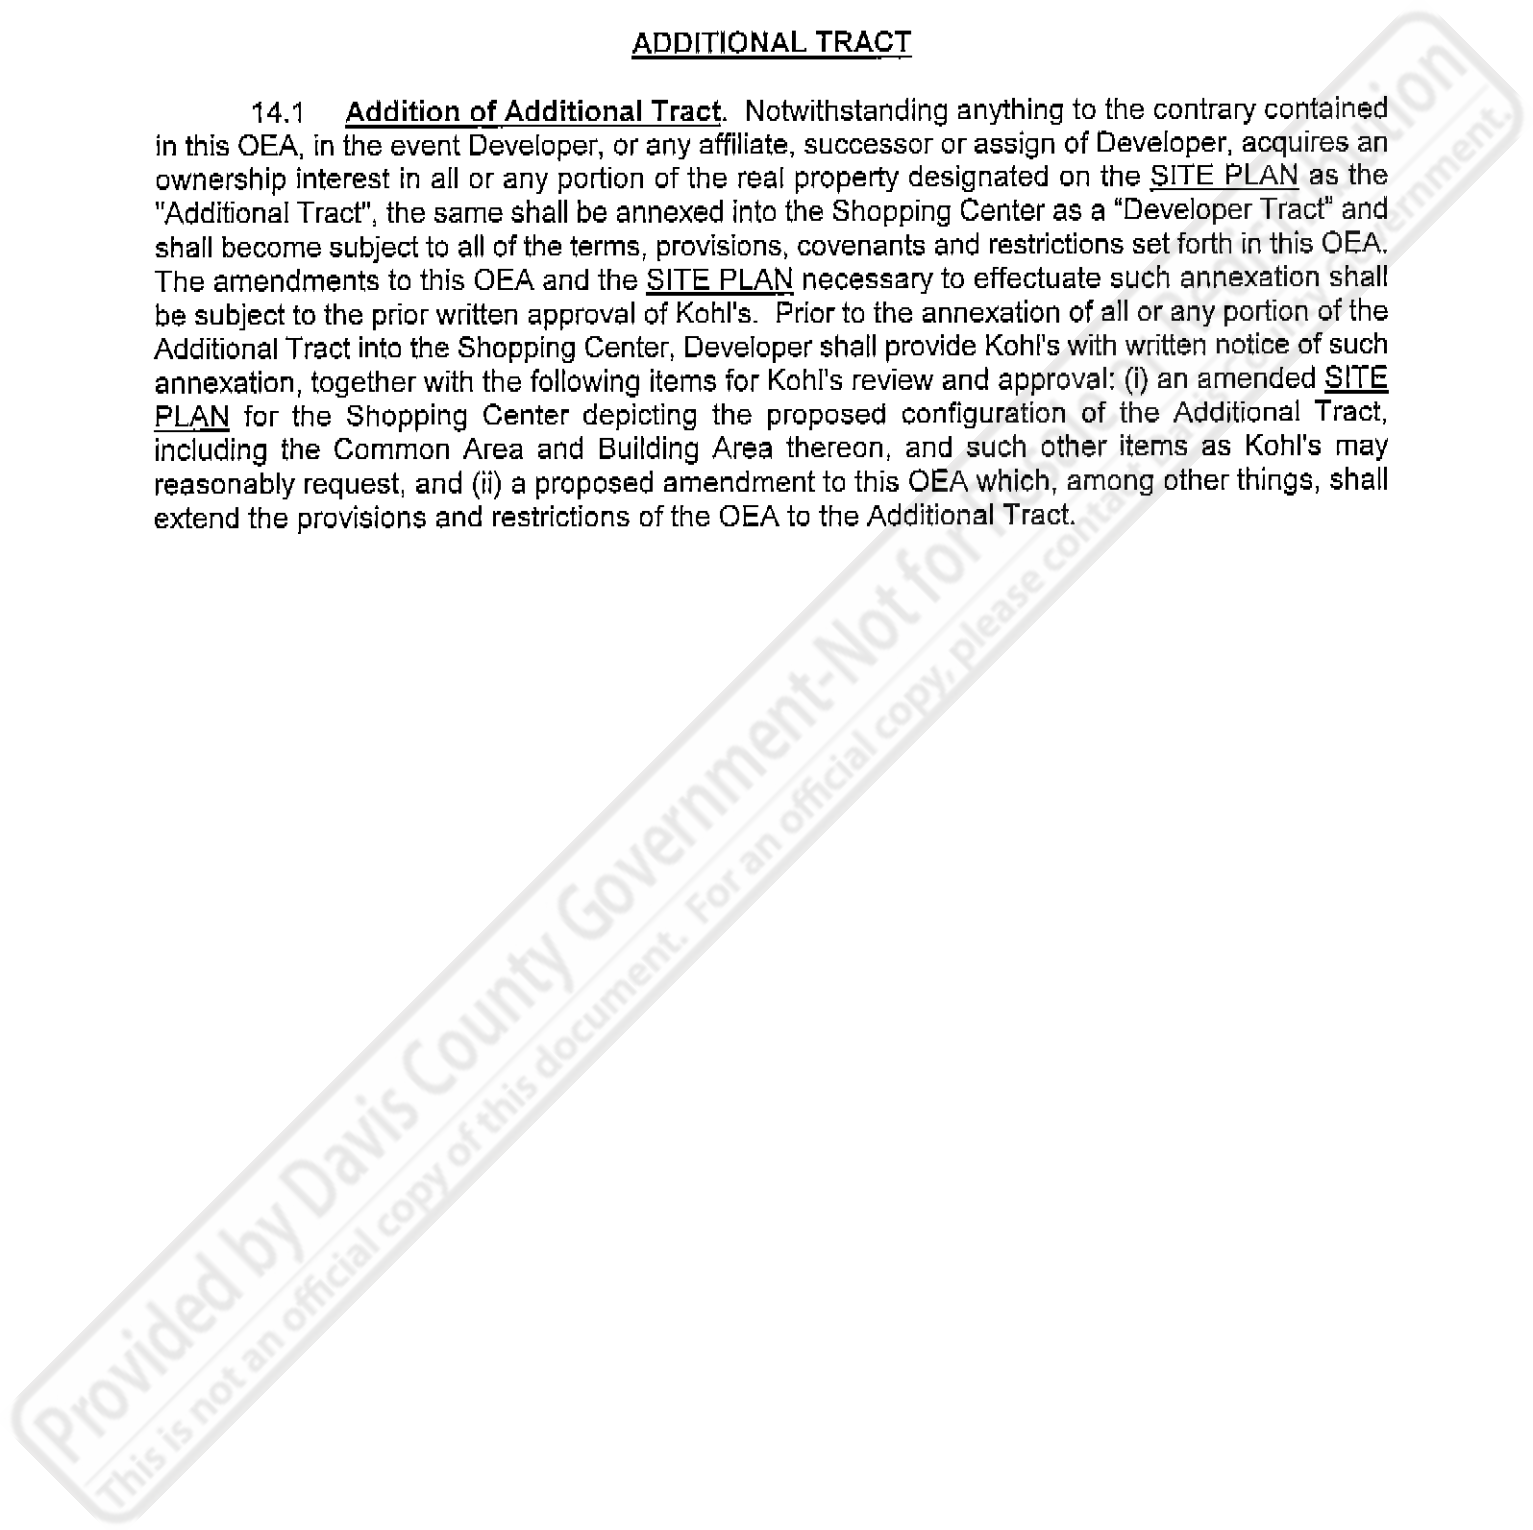 ADDITIONAL TRACT
14.1 Addition of Additional Tract. Notwithstanding anything to the contrary contained
in this OEA, in the event Developer, or any affiliate, successor or assign of Developer, acquires an
ownership interest in all or any portion of the real property designated on the SITE PLAN as the
"Additional Tract", the same shall be annexed into the Shopping Center as a “Developer Tract” and
shall become subject to all of the terms, provisions, covenants and restrictions set forth in this OEA.
The amendments to this OEA and the SITE PLAN necessary to effectuate such annexation shall
be subject to the prior written approval of Kohl's. Prior to the annexation of all or any portion of the
Additional Tract into the Shopping Center, Developer shall provide Kohl's with written notice of such
annexation, together with the following items for Kohl's review and approval: (i) an amended SITE
PLAN for the Shopping Center depicting the proposed configuration of the Additional Tract,
including the Common Area and Building Area thereon, and such other items as Kohl's may
reasonably request, and (ii) a proposed amendment to this OEA which, among other things, shall
extend the provisions and restrictions of the OEA to the Additional Tract.
Provided by Davis County Government-Not for Resale or Redistribution
This is not an official copy of this document. For an official copy, please contact Davis County Government.